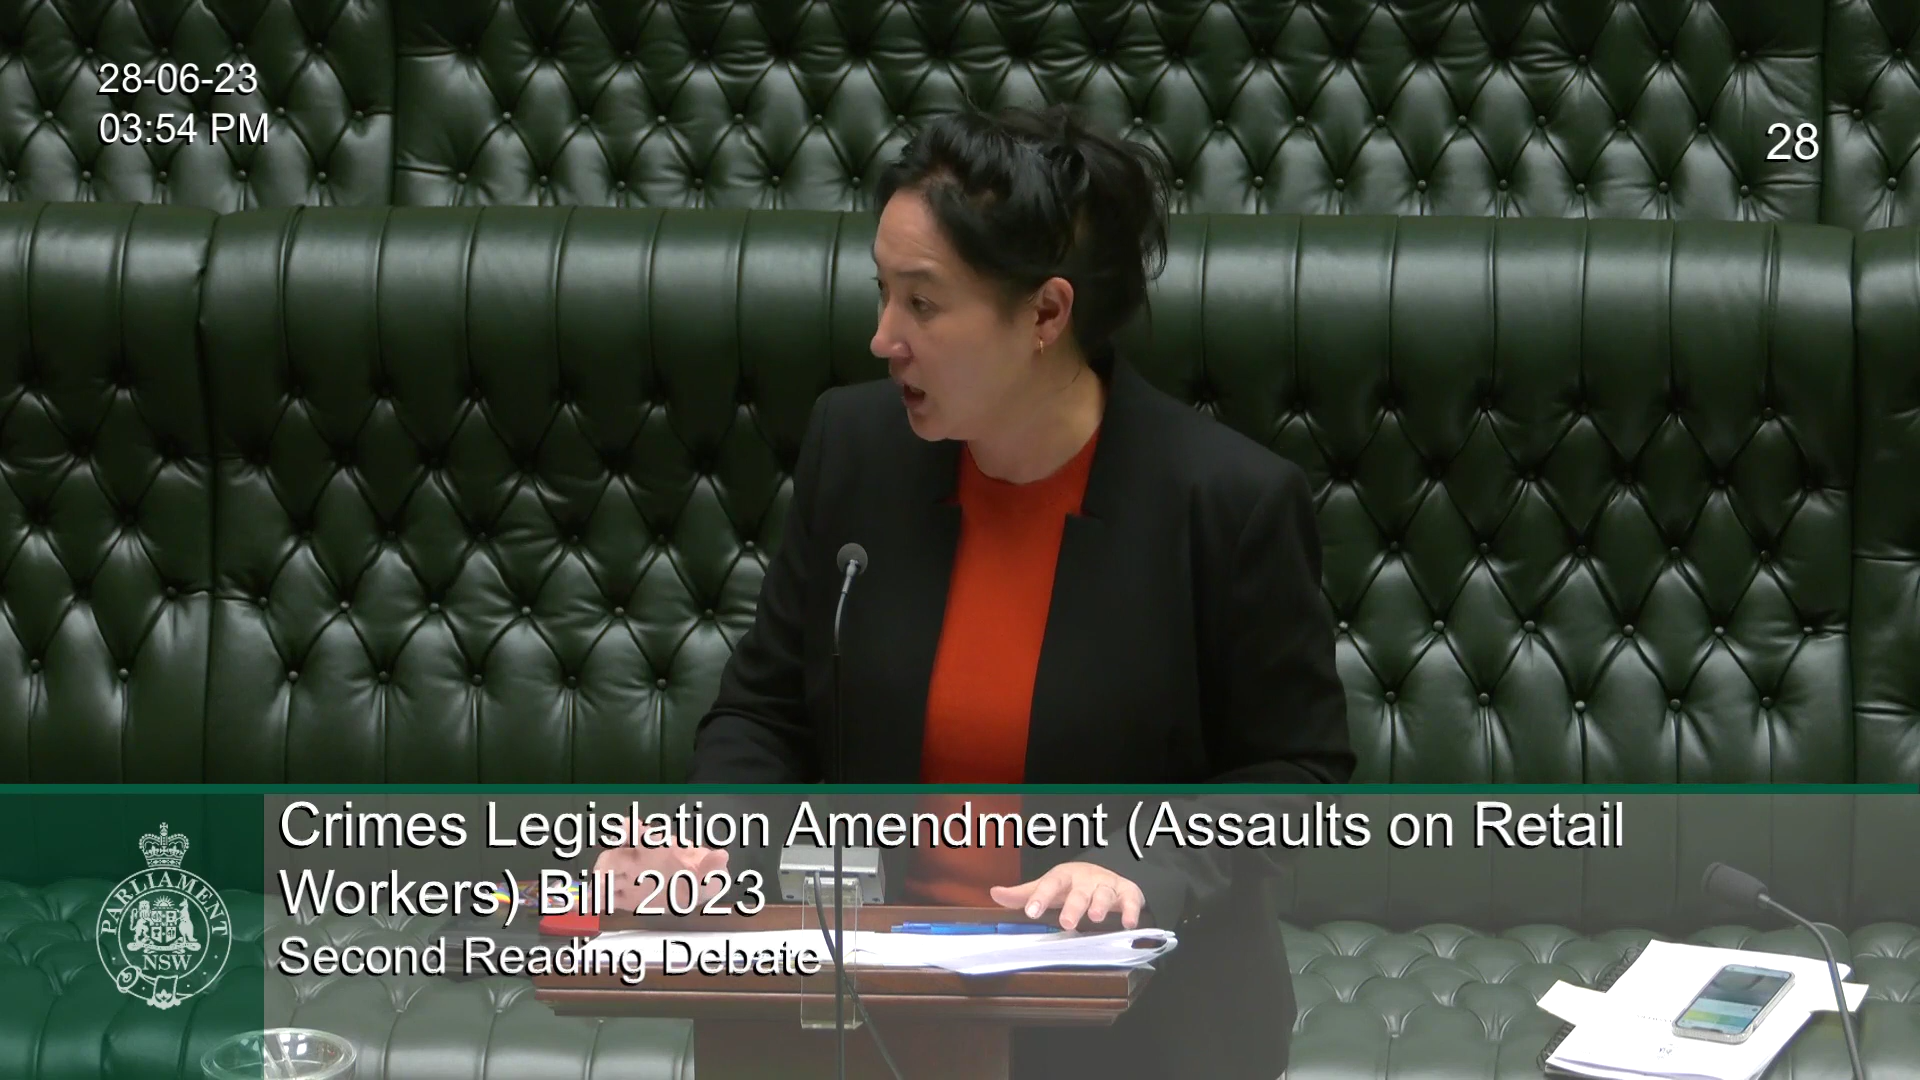 28-06-23
03:54 PM
28
Crimes Legislation Amendment (Assaults on Retail
Workers) Bill 2023
Second Reading Debate
PARLIAMENT
NSW